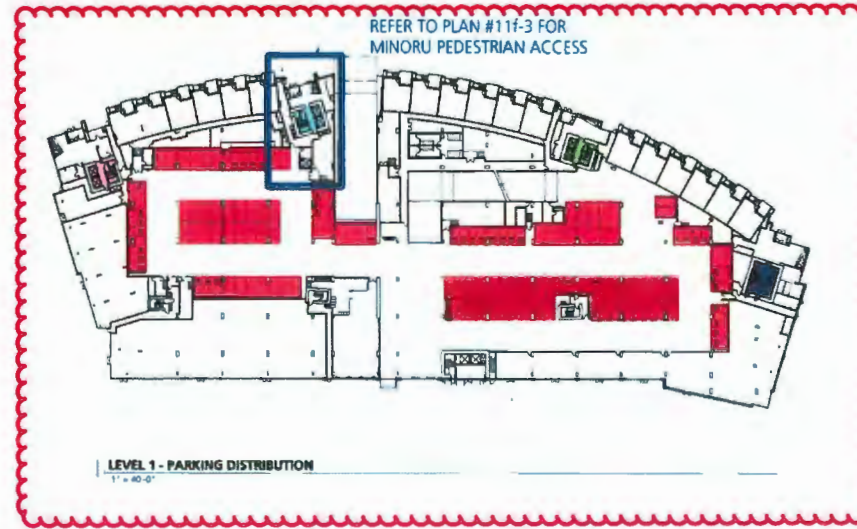 REFER TO PLAN #11f-3 FOR
MINORU PEDESTRIAN ACCESS
LEVEL 1 - PARKING DISTRIBUTION
1" = 40'-0"